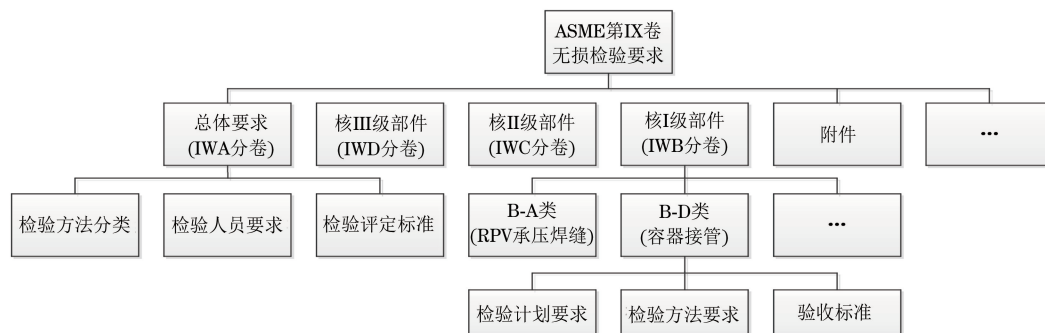 ASME第IX卷
无损检验要求
总体要求
(IWA分卷)
核III级部件
(IWD分卷)
核II级部件
(IWC分卷)
核I级部件
(IWB分卷)
附件
...
检验方法分类
检验人员要求
检验评定标准
B-A类
(RPV承压焊缝)
B-D类
(容器接管)
...
检验计划要求
检验方法要求
验收标准